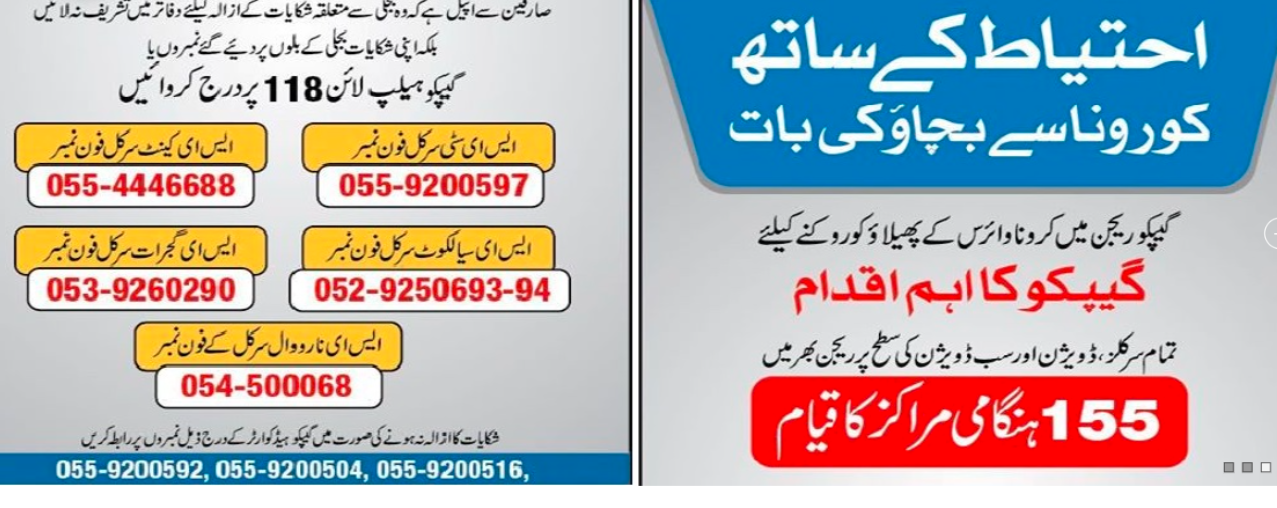 احتیاط کے ساتھ
کورونا سے بچاؤ کی بات
گیپکو ریجن میں کرونا وائرس کے پھیلاؤ کو روکنے کیلئے
گیپکو کا اہم اقدام
تمام سرکلز، ڈویژن اور سب ڈویژن کی سطح پر ریجن بھر میں
155 ہنگامی مراکز کا قیام
صارفین سے اپیل ہے کہ وہ بجلی سے متعلقہ شکایات کے ازالہ کیلئے دفاتر میں تشریف نہ لائیں
بلکہ اپنی شکایات بجلی کے بلوں پر دیئے گئے نمبروں یا
گیپکو ہیلپ لائن 118 پر درج کروائیں
ایس ای سٹی سرکل فون نمبر
055-9200597
ایس ای کینٹ سرکل فون نمبر
055-4446688
ایس ای سیالکوٹ سرکل فون نمبر
052-9250693-94
ایس ای گجرات سرکل فون نمبر
053-9260290
ایس ای نارووال سرکل کے فون نمبر
054-500068
شکایات کا ازالہ نہ ہونے کی صورت میں گیپکو ہیڈ کوارٹر کے درج ذیل نمبروں پر رابطہ کریں
055-9200592, 055-9200504, 055-9200516,